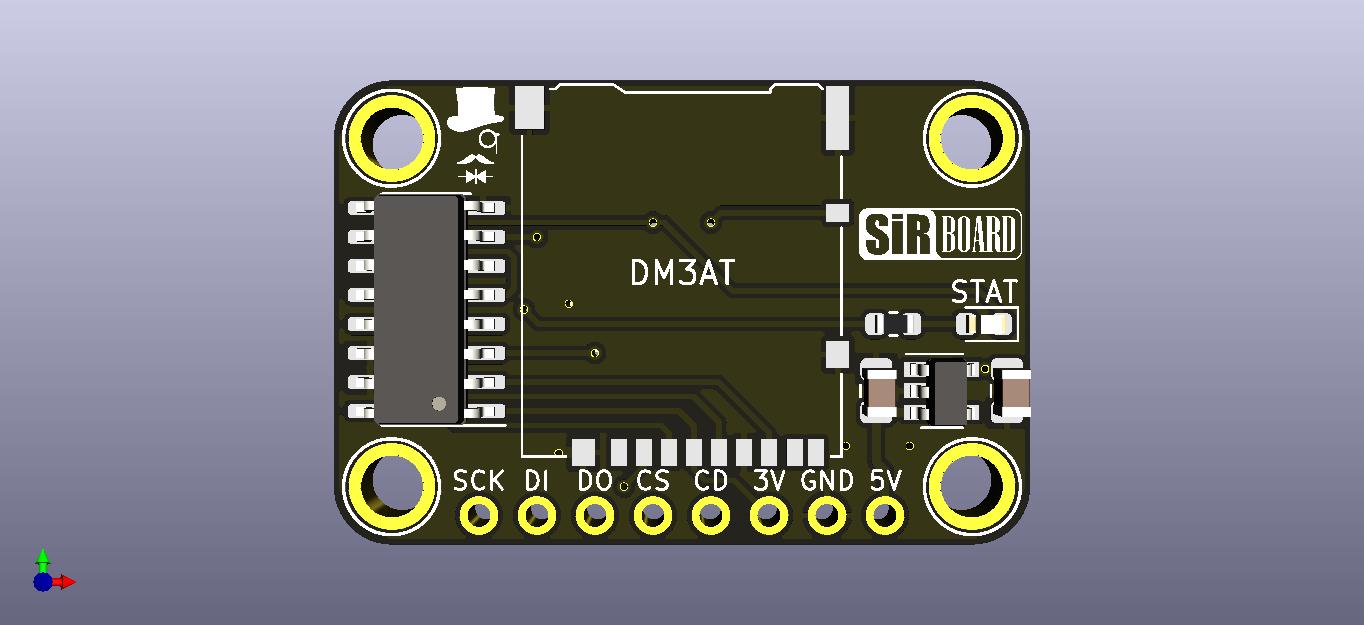 SiR BOARD
DM3AT
STAT
SCK DI DO CS CD 3V GND 5V